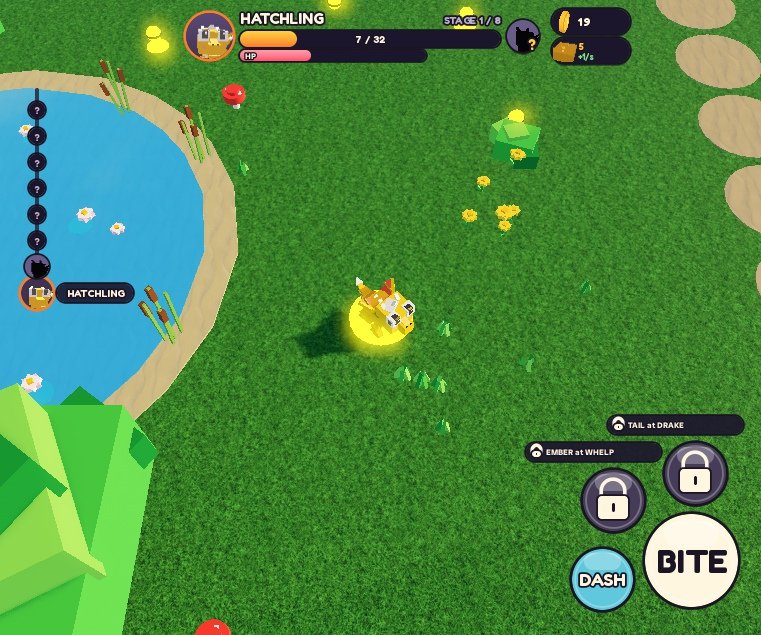 HATCHLING
STAGE 1 / 8
7 / 32
HP
?
19
5
+1/s
?
?
?
?
?
?
HATCHLING
TAIL at DRAKE
EMBER at WHELP
BITE
DASH